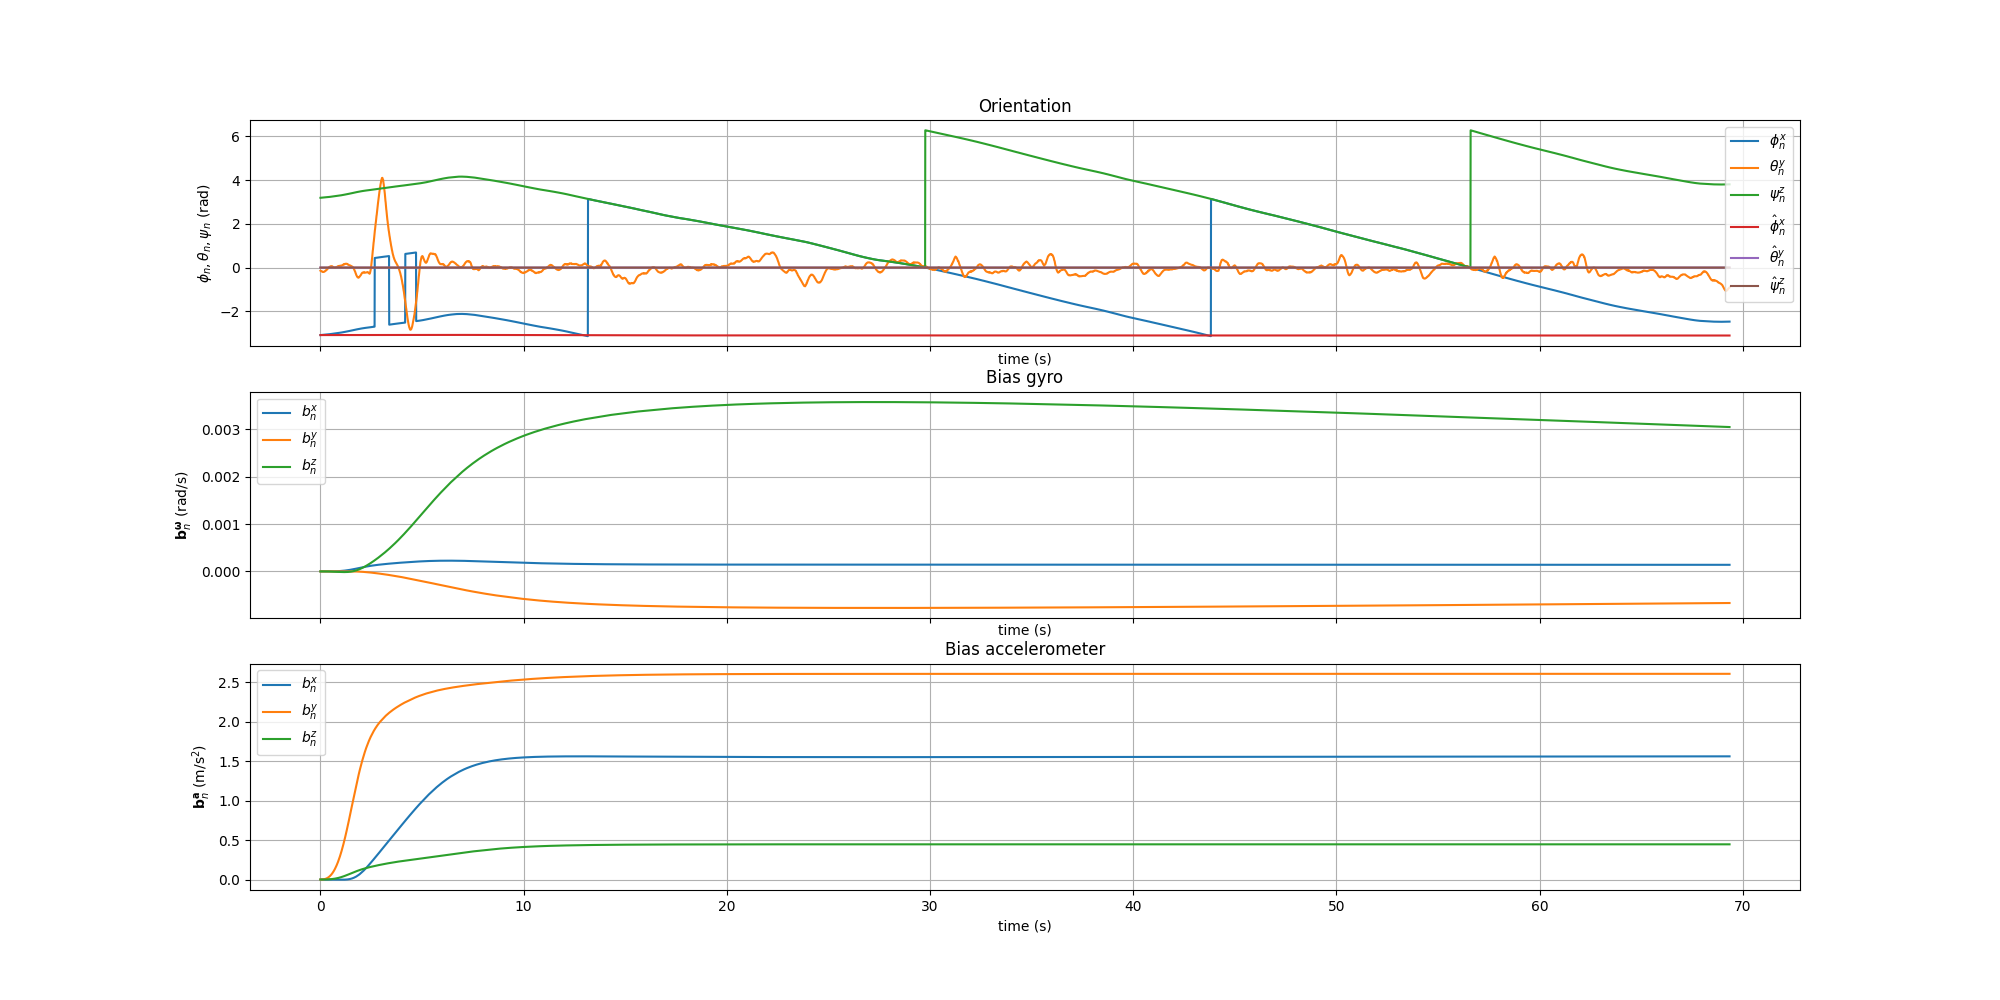 Orientation
6
4
2
0
−2
ϕₙ, θₙ, ψₙ (rad)
ϕₙˣ
θₙʸ
ψₙᶻ
ϕ̂ₙˣ
θ̂ₙʸ
ψ̂ₙᶻ
time (s)
Bias gyro
0.003
0.002
0.001
0.000
𝐛ₙ^𝛚 (rad/s)
bₙˣ
bₙʸ
bₙᶻ
time (s)
Bias accelerometer
2.5
2.0
1.5
1.0
0.5
0.0
𝐛ₙ^𝐚 (m/s²)
bₙˣ
bₙʸ
bₙᶻ
0 10 20 30 40 50 60 70
time (s)